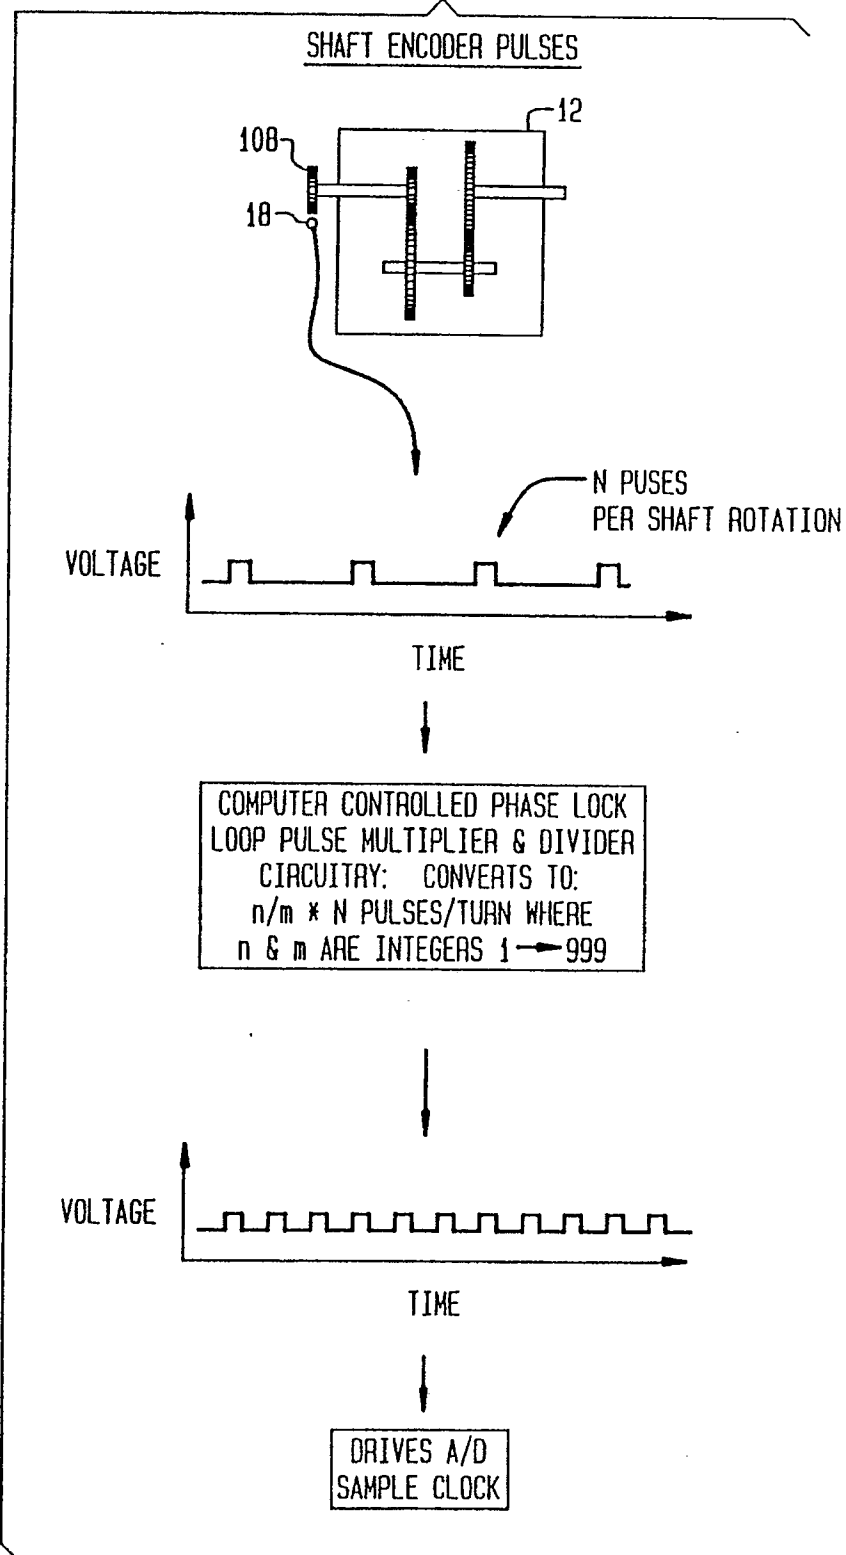 SHAFT ENCODER PULSES
12
108
18
N PUSES
PER SHAFT ROTATION
VOLTAGE
TIME
COMPUTER CONTROLLED PHASE LOCK
LOOP PULSE MULTIPLIER & DIVIDER
CIRCUITRY: CONVERTS TO:
n/m * N PULSES/TURN WHERE
n & m ARE INTEGERS 1→999
VOLTAGE
TIME
DRIVES A/D
SAMPLE CLOCK